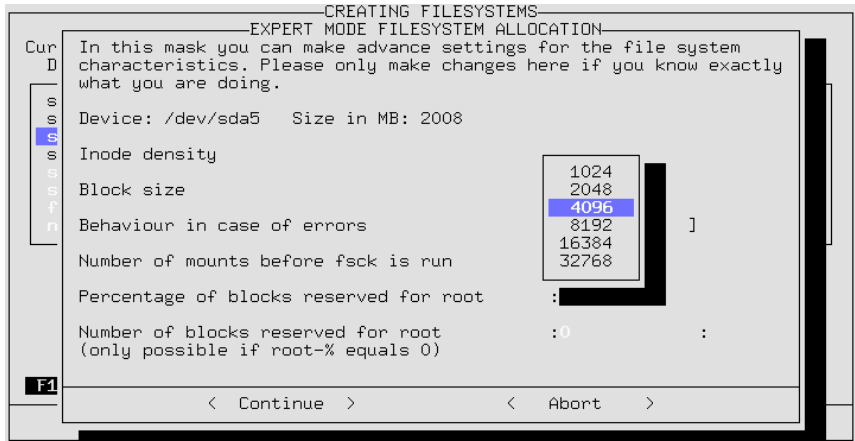 CREATING FILESYSTEMS
EXPERT MODE FILESYSTEM ALLOCATION
Cur
D
In this mask you can make advance settings for the file system
characteristics. Please only make changes here if you know exactly
what you are doing.
s
s
s
s
s
s
f
n
Device: /dev/sda5 Size in MB: 2008
Inode density
1024
2048
4096
8192
16384
32768
Block size
Behaviour in case of errors ]
Number of mounts before fsck is run
Percentage of blocks reserved for root :
Number of blocks reserved for root :0 :
(only possible if root-% equals 0)
F1
< Continue > < Abort >